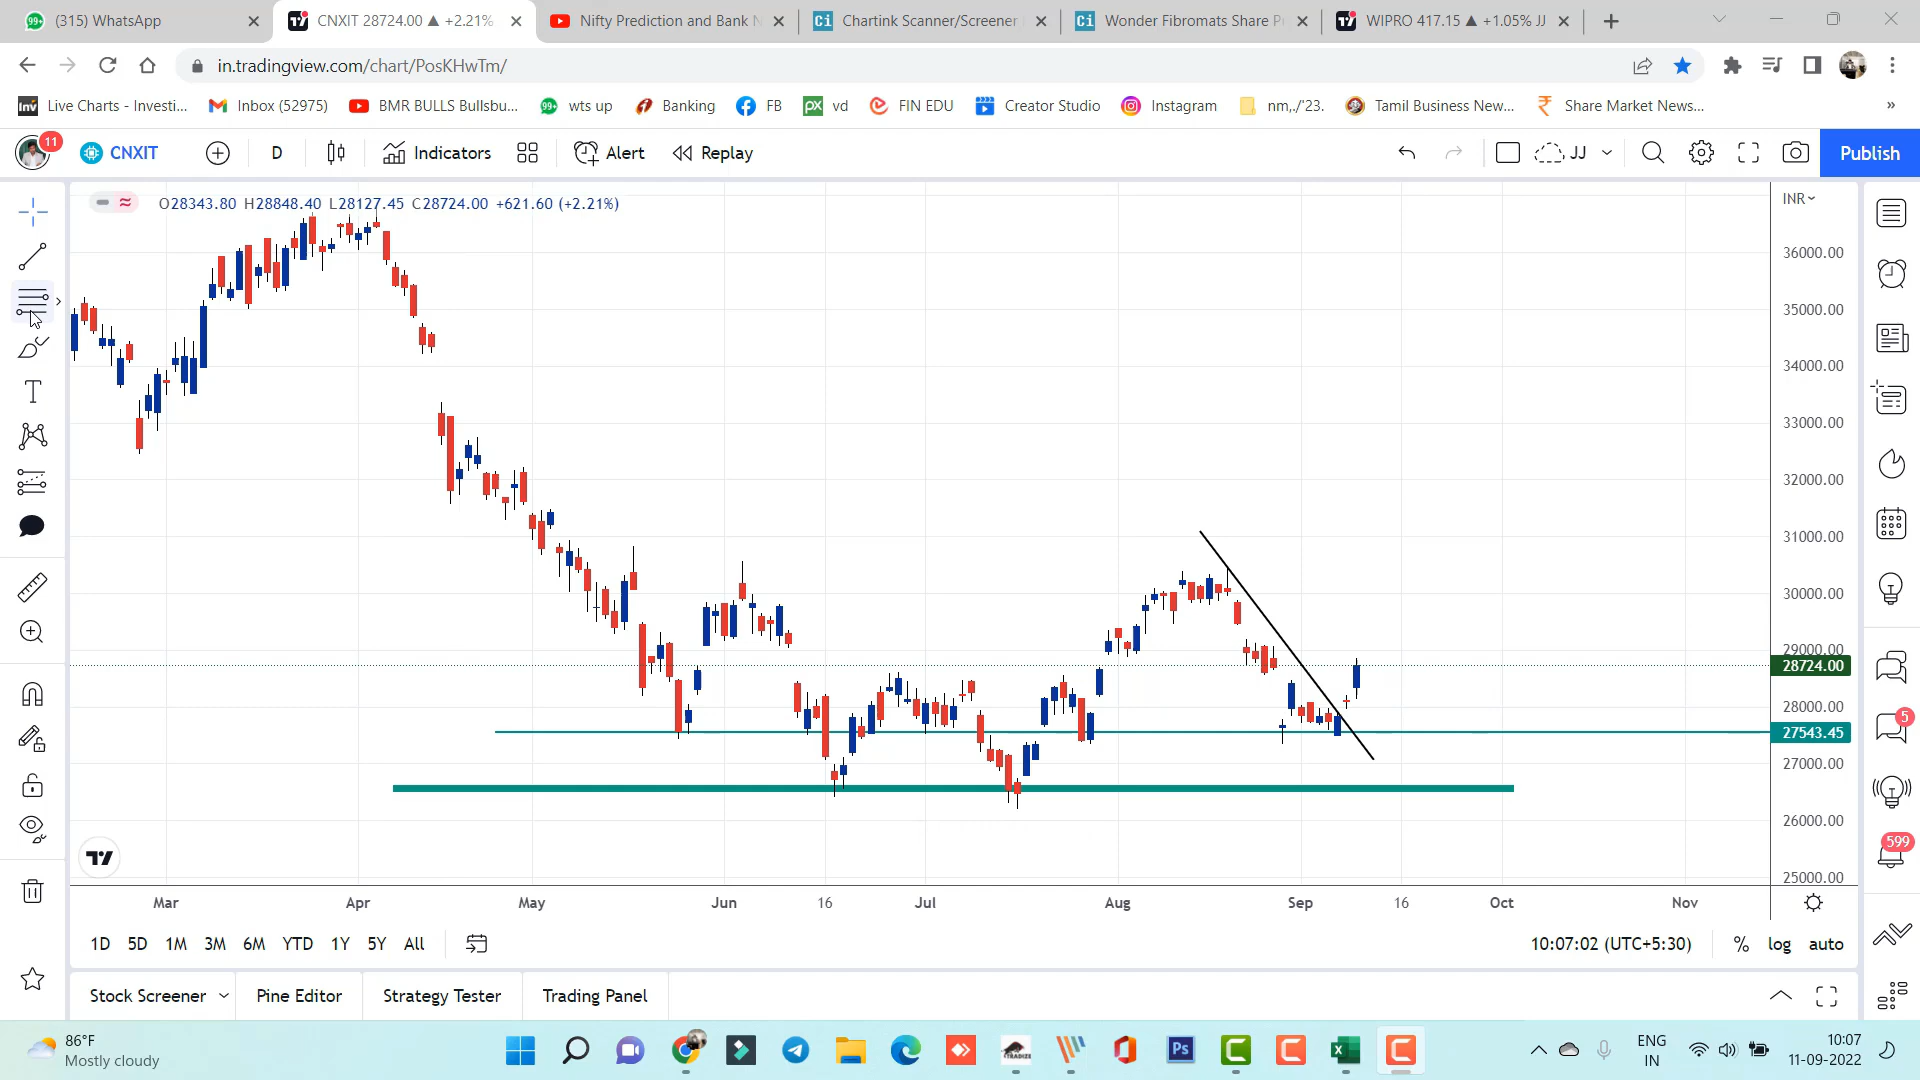 (315) WhatsApp
CNXIT 28724.00 ▲ +2.21%
Nifty Prediction and Bank N
Chartink Scanner/Screener
Wonder Fibromats Share P
WIPRO 417.15 ▲ +1.05% JJ
in.tradingview.com/chart/PosKHwTm/
Live Charts - Investi...
Inbox (52975)
BMR BULLS Bullsbu...
wts up
Banking
FB
vd
FIN EDU
Creator Studio
Instagram
nm,./'23.
Tamil Business New...
Share Market News...
11
CNXIT
D
Indicators
Alert
Replay
JJ
Publish
O28343.80 H28848.40 L28127.45 C28724.00 +621.60 (+2.21%)
INR
36000.00
35000.00
34000.00
33000.00
32000.00
31000.00
30000.00
29000.00
28724.00
28000.00
27543.45
27000.00
26000.00
25000.00
5
599
Mar Apr May Jun 16 Jul Aug Sep 16 Oct Nov
1D 5D 1M 3M 6M YTD 1Y 5Y All
10:07:02 (UTC+5:30) % log auto
Stock Screener Pine Editor Strategy Tester Trading Panel
86°F
Mostly cloudy
ENG
IN
10:07
11-09-2022